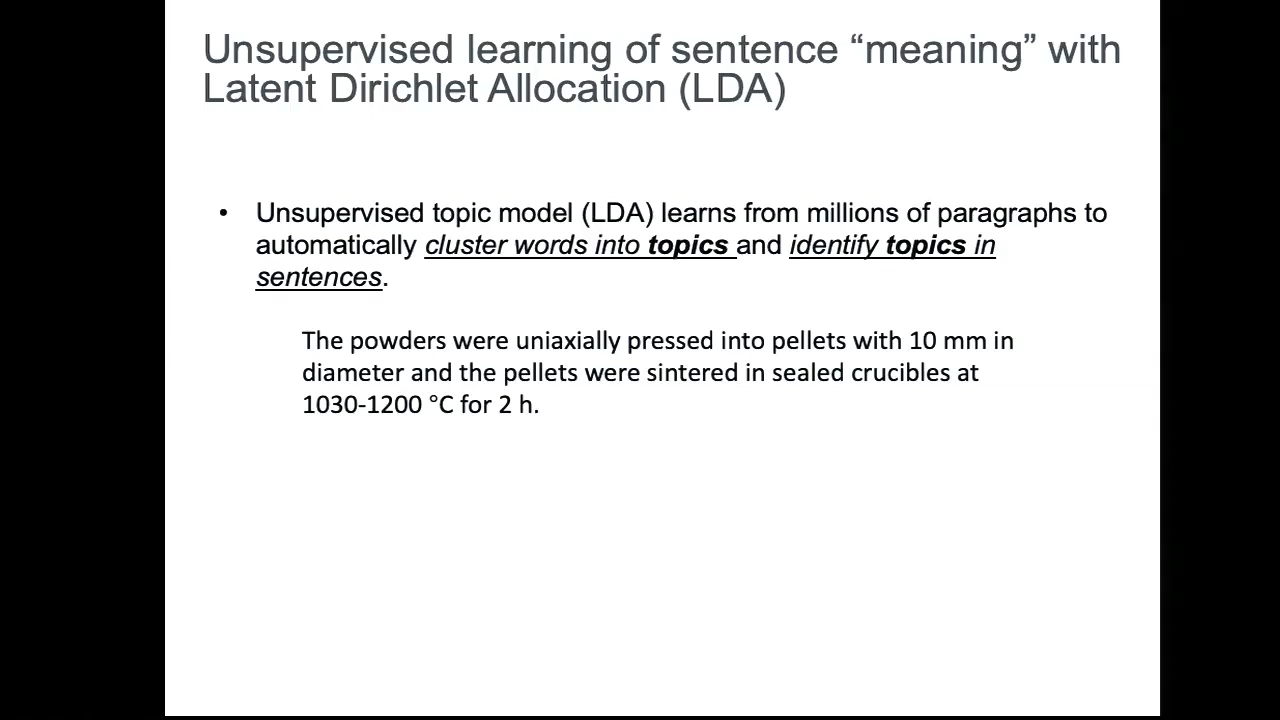 Unsupervised learning of sentence “meaning” with
Latent Dirichlet Allocation (LDA)
• Unsupervised topic model (LDA) learns from millions of paragraphs to
automatically cluster words into topics and identify topics in
sentences.
The powders were uniaxially pressed into pellets with 10 mm in
diameter and the pellets were sintered in sealed crucibles at
1030-1200 °C for 2 h.